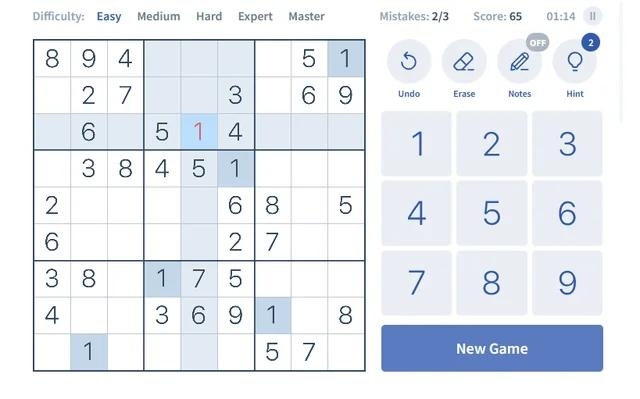 Difficulty: Easy Medium Hard Expert Master Mistakes: 2/3 Score: 65 01:14
8 9 4 5 1
2 7 3 6 9
6 5 1 4
3 8 4 5 1
2 6 8 5
6 2 7
3 8 1 7 5
4 3 6 9 1 8
1 5 7
OFF 2
Undo Erase Notes Hint
1 2 3
4 5 6
7 8 9
New Game